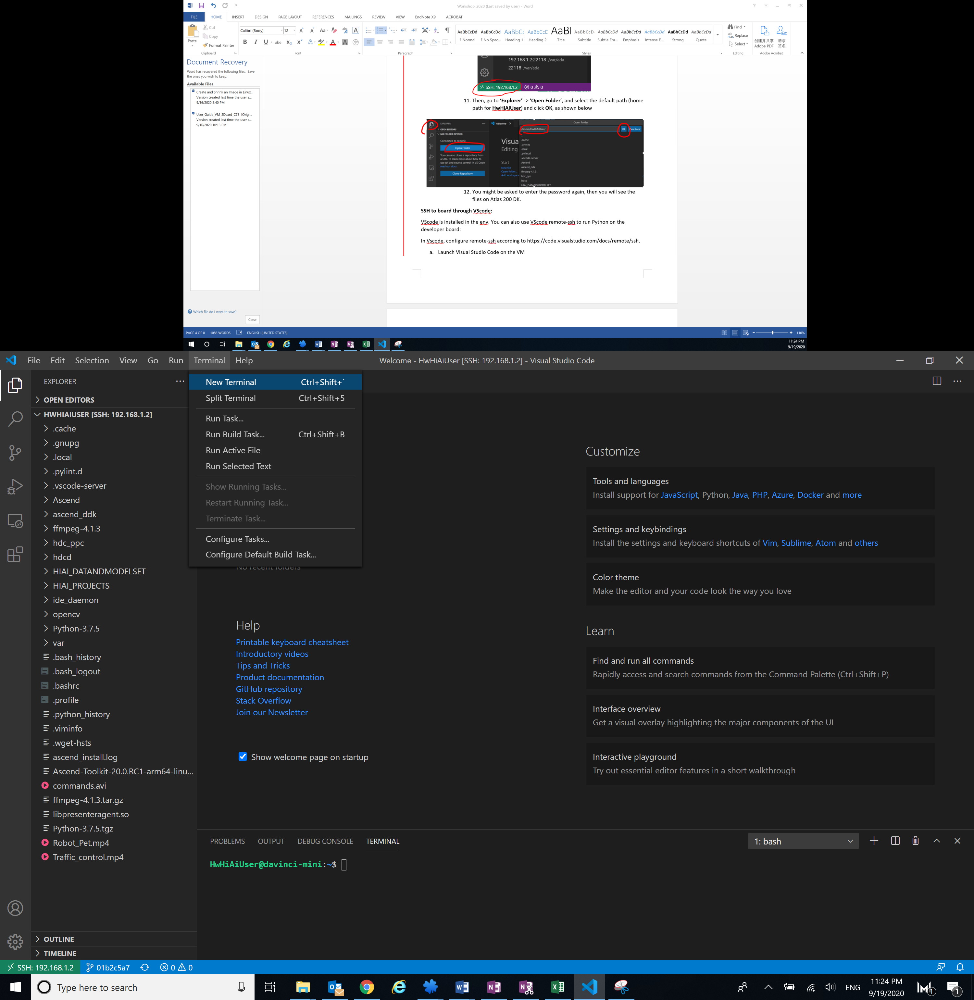 Workshop_2020 (Last saved by user) - Word
FILE HOME INSERT DESIGN PAGE LAYOUT REFERENCES MAILINGS REVIEW VIEW EndNote X9 ACROBAT
Paste
Cut
Copy
Format Painter
Clipboard
Calibri (Body) 12
Font
Paragraph
AaBbCcDd AaBbCcDd AaBbCc AaBbCcC AaBl AaBbCcD AaBbCcDd AaBbCcDd AaBbCcDd AaBbCcDd AaBbCcDd
¶ Normal ¶ No Spac... Heading 1 Heading 2 Title Subtitle Subtle Em... Emphasis Intense E... Strong Quote
Styles
Find
Replace
Select
Editing
创建并共享 Adobe PDF
请求 签名
Adobe Acrobat
Document Recovery
Word has recovered the following files. Save
the ones you wish to keep.
Available Files
Create and Shrink an Image in Linux...
Version created last time the user s...
9/16/2020 8:40 PM
User_Guide_VM_SDcard_C73 [Origi...
Version created last time the user s...
9/16/2020 10:13 PM
Which file do I want to save?
Close
192.168.1.2:22118 /var/ada
22118 /var/ada
SSH: 192.168.1.2 0 0
11. Then, go to ‘Explorer’ -> ‘Open Folder’, and select the default path (home
path for HwHiAiUser) and click OK, as shown below
EXPLORER
OPEN EDITORS
NO FOLDER OPENED
Connected to remote.
Open Folder
You can also clone a repository from
a URL. To learn more about how to
use git and source control in VS Code
read our docs.
Clone Repository
Welcome
Visua
Editing
Start
New file
Open folder...
Add workspac
Open Folder
/home/HwHiAiUser/
OK
.cache
.gnupg
.local
.pylint.d
.vscode-server
Ascend
ascend_ddk
ffmpeg-4.1.3
hdc_ppc
hdcd
HIAI_DATANDMODELSET
12. You might be asked to enter the password again, then you will see the
files on Atlas 200 DK.
SSH to board through VScode:
VScode is installed in the env. You can also use VScode remote-ssh to run Python on the
developer board:
In Vscode, configure remote-ssh according to https://code.visualstudio.com/docs/remote/ssh.
a. Launch Visual Studio Code on the VM
PAGE 4 OF 8 1086 WORDS ENGLISH (UNITED STATES) 110%
11:24 PM
9/19/2020
File Edit Selection View Go Run Terminal Help
Welcome - HwHiAiUser [SSH: 192.168.1.2] - Visual Studio Code
EXPLORER
OPEN EDITORS
HWHIAIUSER [SSH: 192.168.1.2]
.cache
.gnupg
.local
.pylint.d
.vscode-server
Ascend
ascend_ddk
ffmpeg-4.1.3
hdc_ppc
hdcd
HIAI_DATANDMODELSET
HIAI_PROJECTS
ide_daemon
opencv
Python-3.7.5
var
.bash_history
.bash_logout
.bashrc
.profile
.python_history
.viminfo
.wget-hsts
ascend_install.log
Ascend-Toolkit-20.0.RC1-arm64-linu...
commands.avi
ffmpeg-4.1.3.tar.gz
libpresenteragent.so
Python-3.7.5.tgz
Robot_Pet.mp4
Traffic_control.mp4
OUTLINE
TIMELINE
New Terminal Ctrl+Shift+`
Split Terminal Ctrl+Shift+5
Run Task...
Run Build Task... Ctrl+Shift+B
Run Active File
Run Selected Text
Show Running Tasks...
Restart Running Task...
Terminate Task...
Configure Tasks...
Configure Default Build Task...
No recent folders
Help
Printable keyboard cheatsheet
Introductory videos
Tips and Tricks
Product documentation
GitHub repository
Stack Overflow
Join our Newsletter
Show welcome page on startup
Customize
Tools and languages
Install support for JavaScript, Python, Java, PHP, Azure, Docker and more
Settings and keybindings
Install the settings and keyboard shortcuts of Vim, Sublime, Atom and others
Color theme
Make the editor and your code look the way you love
Learn
Find and run all commands
Rapidly access and search commands from the Command Palette (Ctrl+Shift+P)
Interface overview
Get a visual overlay highlighting the major components of the UI
Interactive playground
Try out essential editor features in a short walkthrough
PROBLEMS OUTPUT DEBUG CONSOLE TERMINAL 1: bash
HwHiAiUser@davinci-mini:~$
SSH: 192.168.1.2 01b2c5a7 0 0
Type here to search
ENG
11:24 PM
9/19/2020